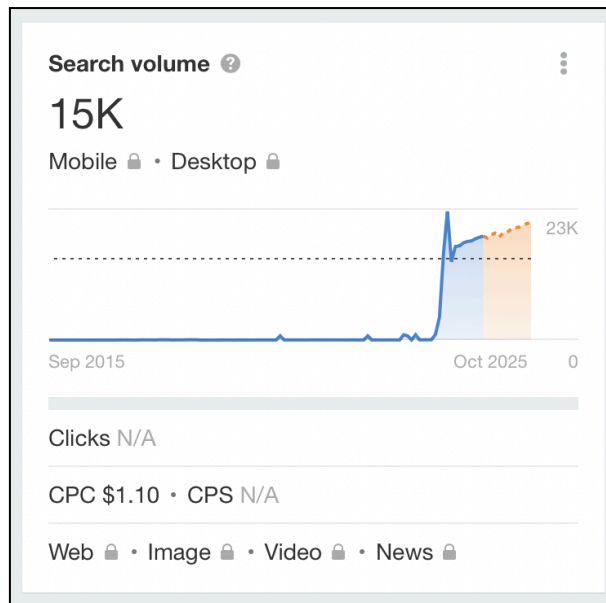 Search volume ?
15K
Mobile • Desktop
23K
Sep 2015 Oct 2025 0
Clicks N/A
CPC $1.10 • CPS N/A
Web • Image • Video • News